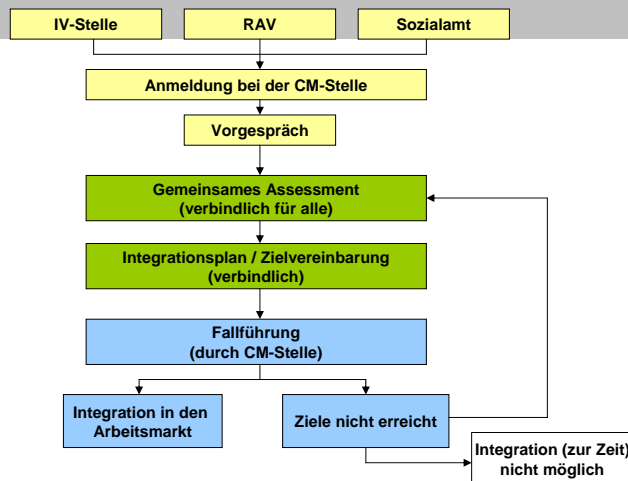 IV-Stelle
RAV
Sozialamt
Anmeldung bei der CM-Stelle
Vorgespräch
Gemeinsames Assessment
(verbindlich für alle)
Integrationsplan / Zielvereinbarung
(verbindlich)
Fallführung
(durch CM-Stelle)
Integration in den
Arbeitsmarkt
Ziele nicht erreicht
Integration (zur Zeit)
nicht möglich